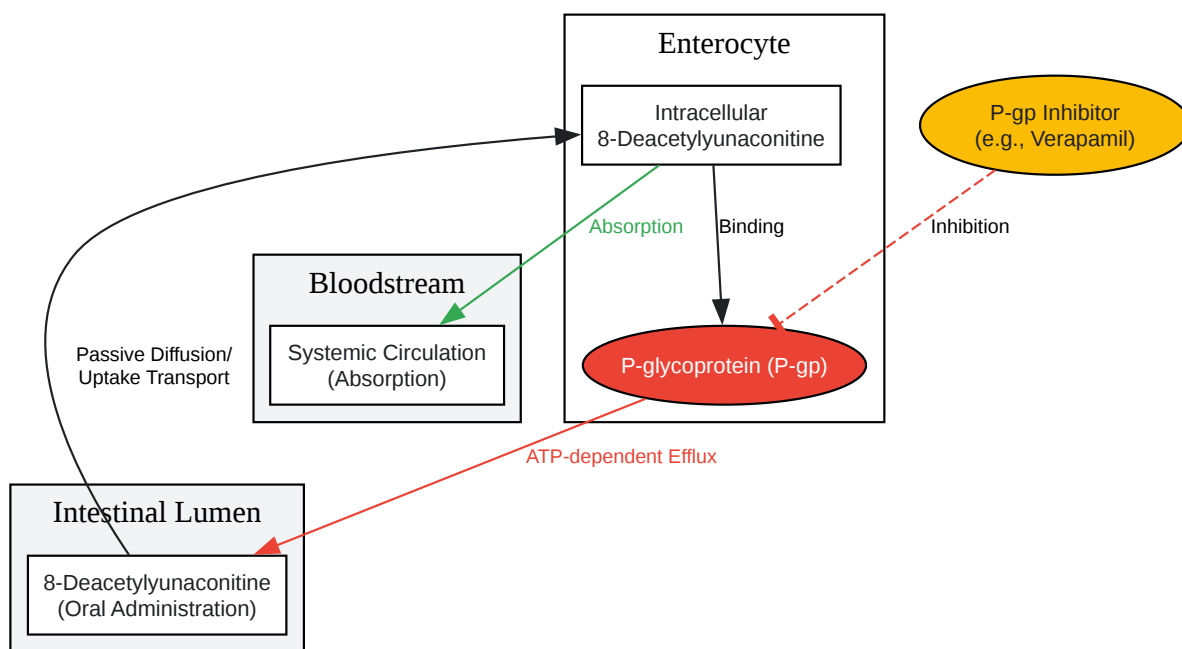 Enterocyte
Intracellular
8-Deacetylyunaconitine
P-gp Inhibitor
(e.g., Verapamil)
Absorption
Binding
Inhibition
Bloodstream
Systemic Circulation
(Absorption)
Passive Diffusion/
Uptake Transport
P-glycoprotein (P-gp)
ATP-dependent Efflux
Intestinal Lumen
8-Deacetylyunaconitine
(Oral Administration)